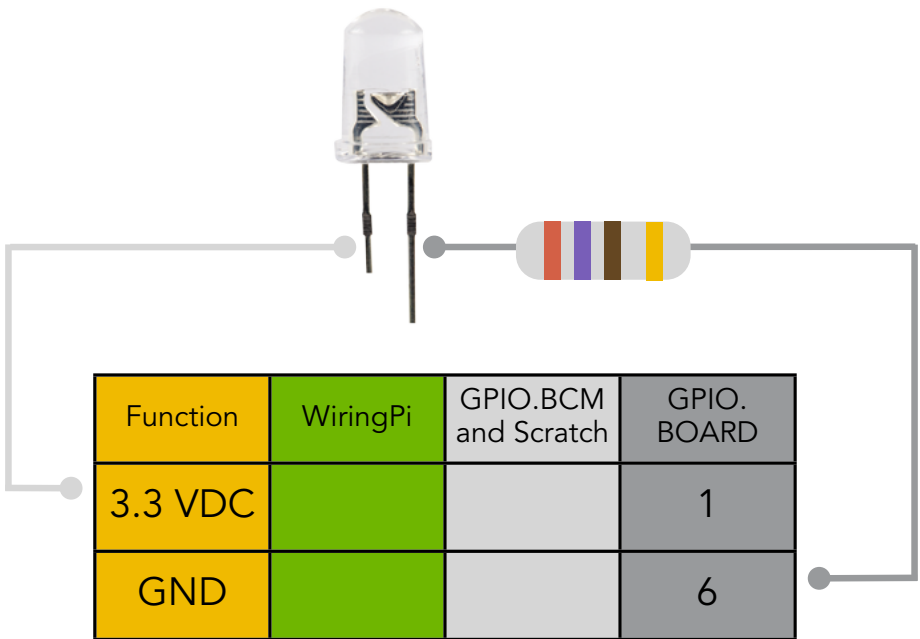 Function
WiringPi
GPIO.BCM
and Scratch
GPIO.
BOARD
3.3 VDC
1
GND
6